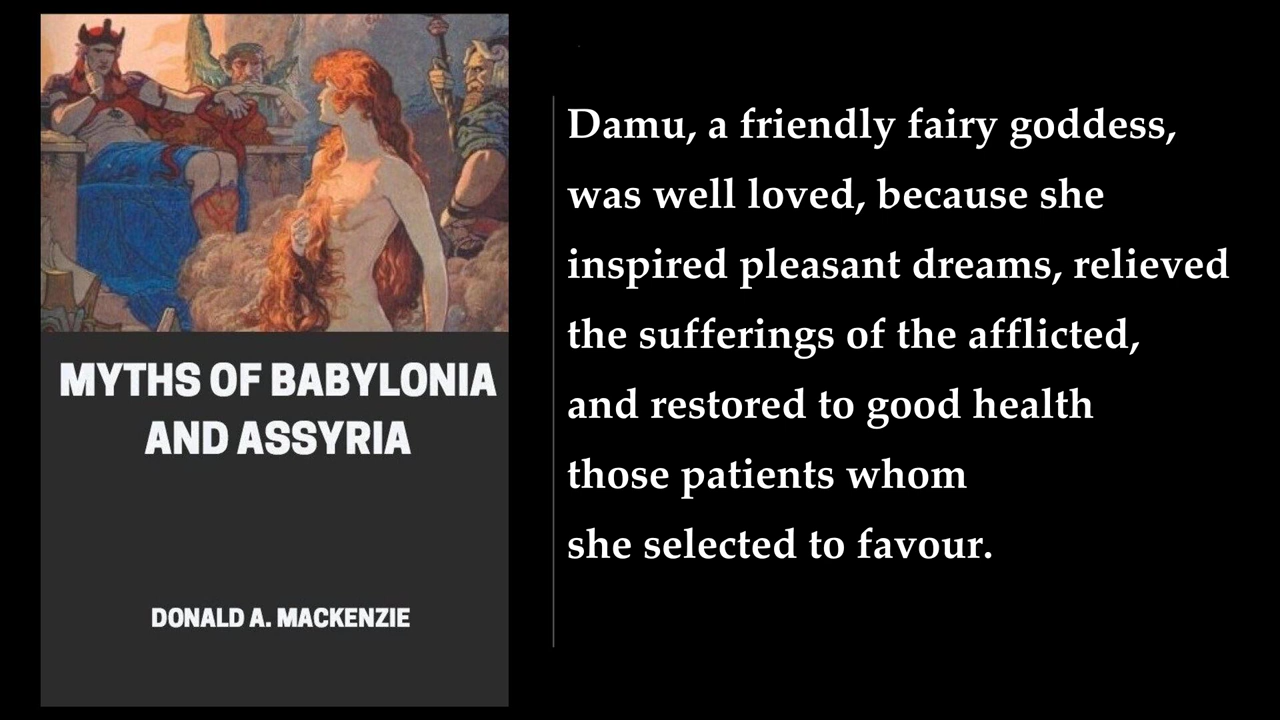 MYTHS OF BABYLONIA
AND ASSYRIA
DONALD A. MACKENZIE
Damu, a friendly fairy goddess,
was well loved, because she
inspired pleasant dreams, relieved
the sufferings of the afflicted,
and restored to good health
those patients whom
she selected to favour.